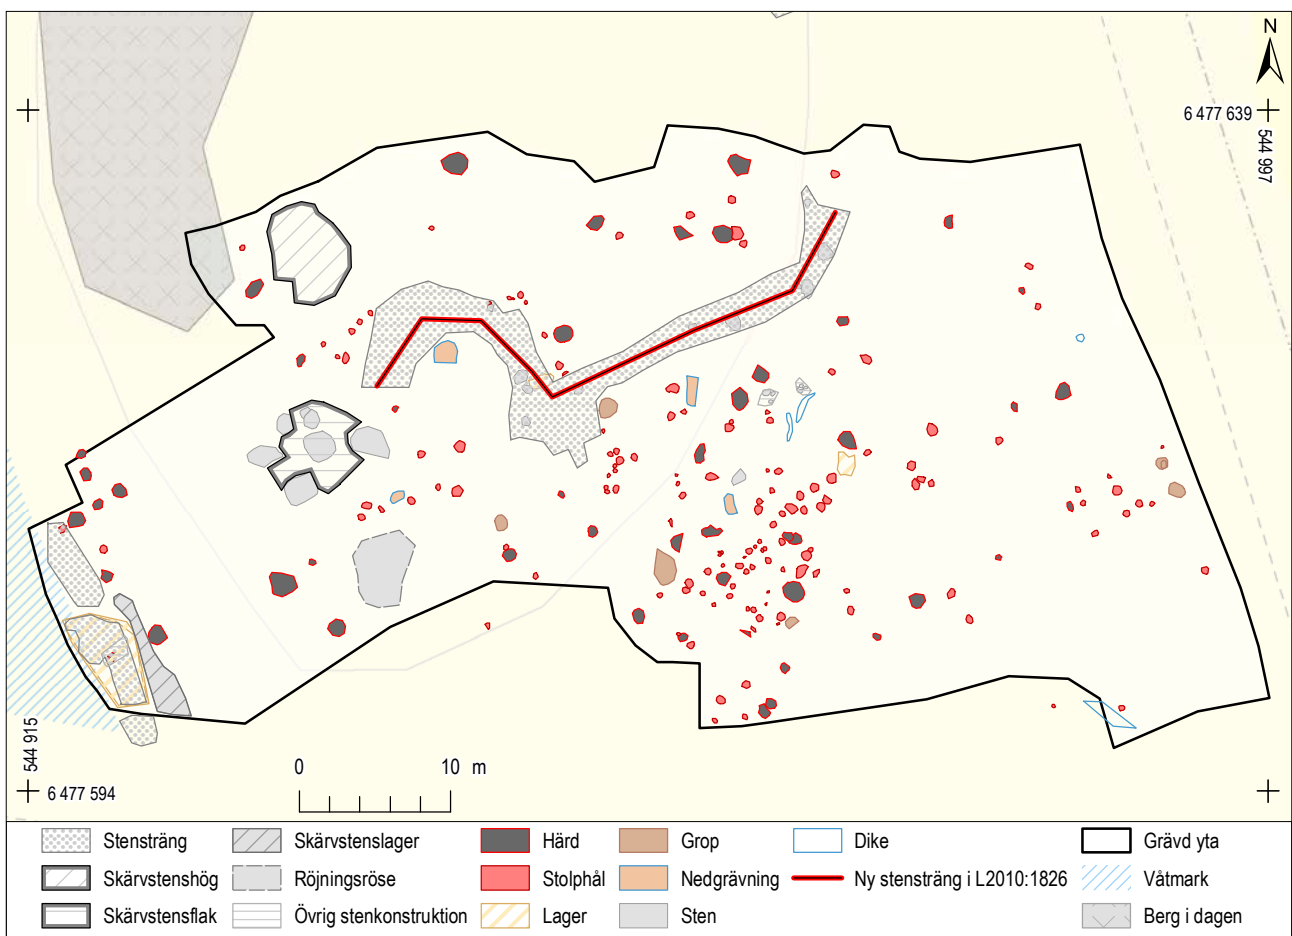 N
6 477 639
544 997
544 915
6 477 594
0 10 m
Stensträng
Skärvstenslager
Härd
Grop
Dike
Grävd yta
Skärvstenshög
Röjningsröse
Stolphål
Nedgrävning
Ny stensträng i L2010:1826
Våtmark
Skärvstensflak
Övrig stenkonstruktion
Lager
Sten
Berg i dagen